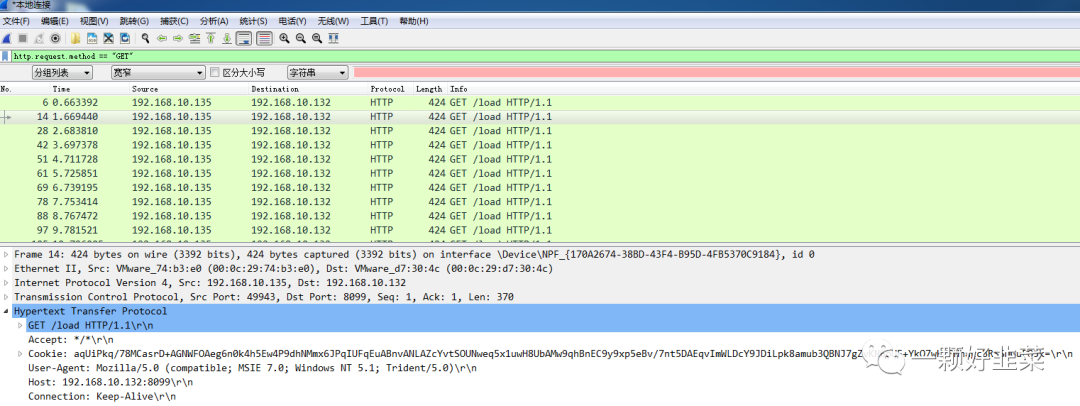 *本地连接
文件(F) 编辑(E) 视图(V) 跳转(G) 捕获(C) 分析(A) 统计(S) 电话(Y) 无线(W) 工具(T) 帮助(H)
http.request.method == "GET"
分组列表 宽窄 区分大小写 字符串
No. Time Source Destination Protocol Length Info
6 0.663392 192.168.10.135 192.168.10.132 HTTP 424 GET /load HTTP/1.1
14 1.669440 192.168.10.135 192.168.10.132 HTTP 424 GET /load HTTP/1.1
28 2.683810 192.168.10.135 192.168.10.132 HTTP 424 GET /load HTTP/1.1
42 3.697378 192.168.10.135 192.168.10.132 HTTP 424 GET /load HTTP/1.1
51 4.711728 192.168.10.135 192.168.10.132 HTTP 424 GET /load HTTP/1.1
61 5.725851 192.168.10.135 192.168.10.132 HTTP 424 GET /load HTTP/1.1
69 6.739195 192.168.10.135 192.168.10.132 HTTP 424 GET /load HTTP/1.1
78 7.753414 192.168.10.135 192.168.10.132 HTTP 424 GET /load HTTP/1.1
88 8.767472 192.168.10.135 192.168.10.132 HTTP 424 GET /load HTTP/1.1
97 9.781521 192.168.10.135 192.168.10.132 HTTP 424 GET /load HTTP/1.1
Frame 14: 424 bytes on wire (3392 bits), 424 bytes captured (3392 bits) on interface \Device\NPF_{170A2674-38BD-43F4-B95D-4FB5370C9184}, id 0
Ethernet II, Src: VMware_74:b3:e0 (00:0c:29:74:b3:e0), Dst: VMware_d7:30:4c (00:0c:29:d7:30:4c)
Internet Protocol Version 4, Src: 192.168.10.135, Dst: 192.168.10.132
Transmission Control Protocol, Src Port: 49943, Dst Port: 8099, Seq: 1, Ack: 1, Len: 370
Hypertext Transfer Protocol
GET /load HTTP/1.1\r\n
Accept: */*\r\n
Cookie:
User-Agent: Mozilla/5.0 (compatible; MSIE 7.0; Windows NT 5.1; Trident/5.0)\r\n
Host: 192.168.10.132:8099\r\n
Connection: Keep-Alive\r\n
一颗好韭菜